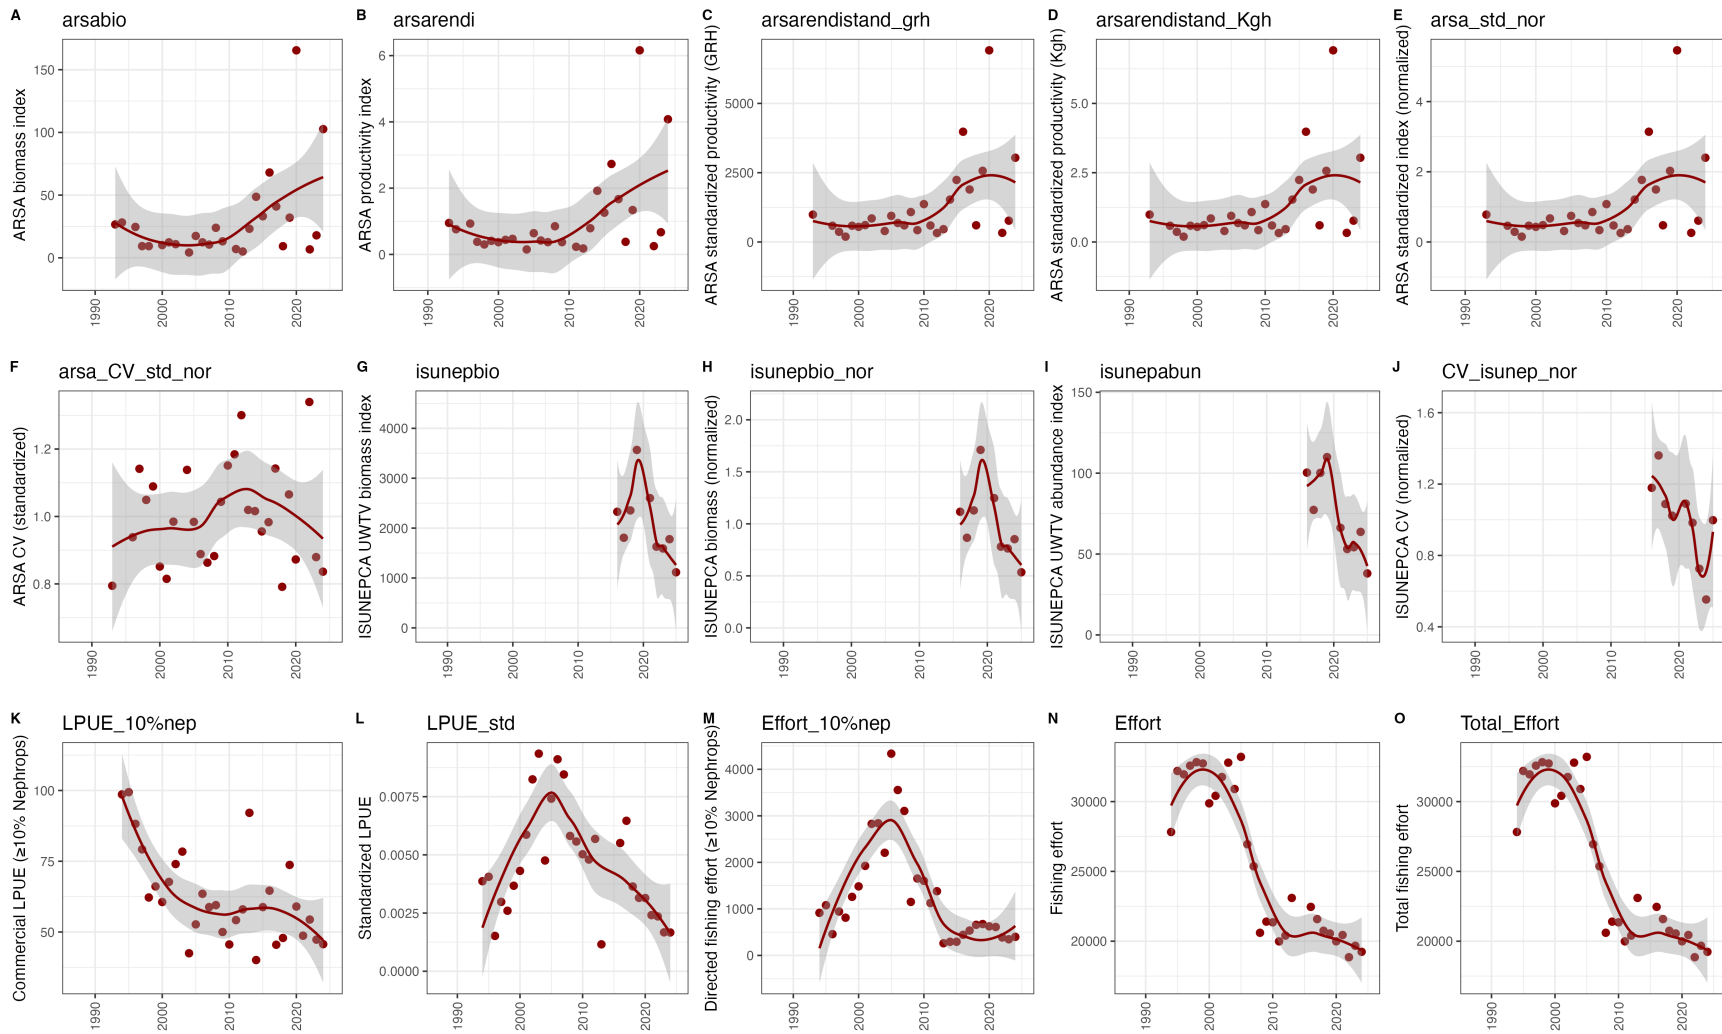 A arsabio
ARSA biomass index
150
100
50
0
1990 2000 2010 2020
B arsarendi
ARSA productivity index
6
4
2
0
1990 2000 2010 2020
C arsarendistand_grh
ARSA standardized productivity (GRH)
5000
2500
0
1990 2000 2010 2020
D arsarendistand_Kgh
ARSA standardized productivity (Kgh)
5.0
2.5
0.0
1990 2000 2010 2020
E arsa_std_nor
ARSA standardized index (normalized)
4
2
0
1990 2000 2010 2020
F arsa_CV_std_nor
ARSA CV (standardized)
1.2
1.0
0.8
1990 2000 2010 2020
G isunepbio
ISUNEPCA UWTV biomass index
4000
3000
2000
1000
0
1990 2000 2010 2020
H isunepbio_nor
ISUNEPCA biomass (normalized)
2.0
1.5
1.0
0.5
0.0
1990 2000 2010 2020
I isunepabun
ISUNEPCA UWTV abundance index
150
100
50
0
1990 2000 2010 2020
J CV_isunep_nor
ISUNEPCA CV (normalized)
1.6
1.2
0.8
0.4
1990 2000 2010 2020
K LPUE_10%nep
Commercial LPUE (≥10% Nephrops)
100
75
50
1990 2000 2010 2020
L LPUE_std
Standardized LPUE
0.0075
0.0050
0.0025
0.0000
1990 2000 2010 2020
M Effort_10%nep
Directed fishing effort (≥10% Nephrops)
4000
3000
2000
1000
0
1990 2000 2010 2020
N Effort
Fishing effort
30000
25000
20000
1990 2000 2010 2020
O Total_Effort
Total fishing effort
30000
25000
20000
1990 2000 2010 2020